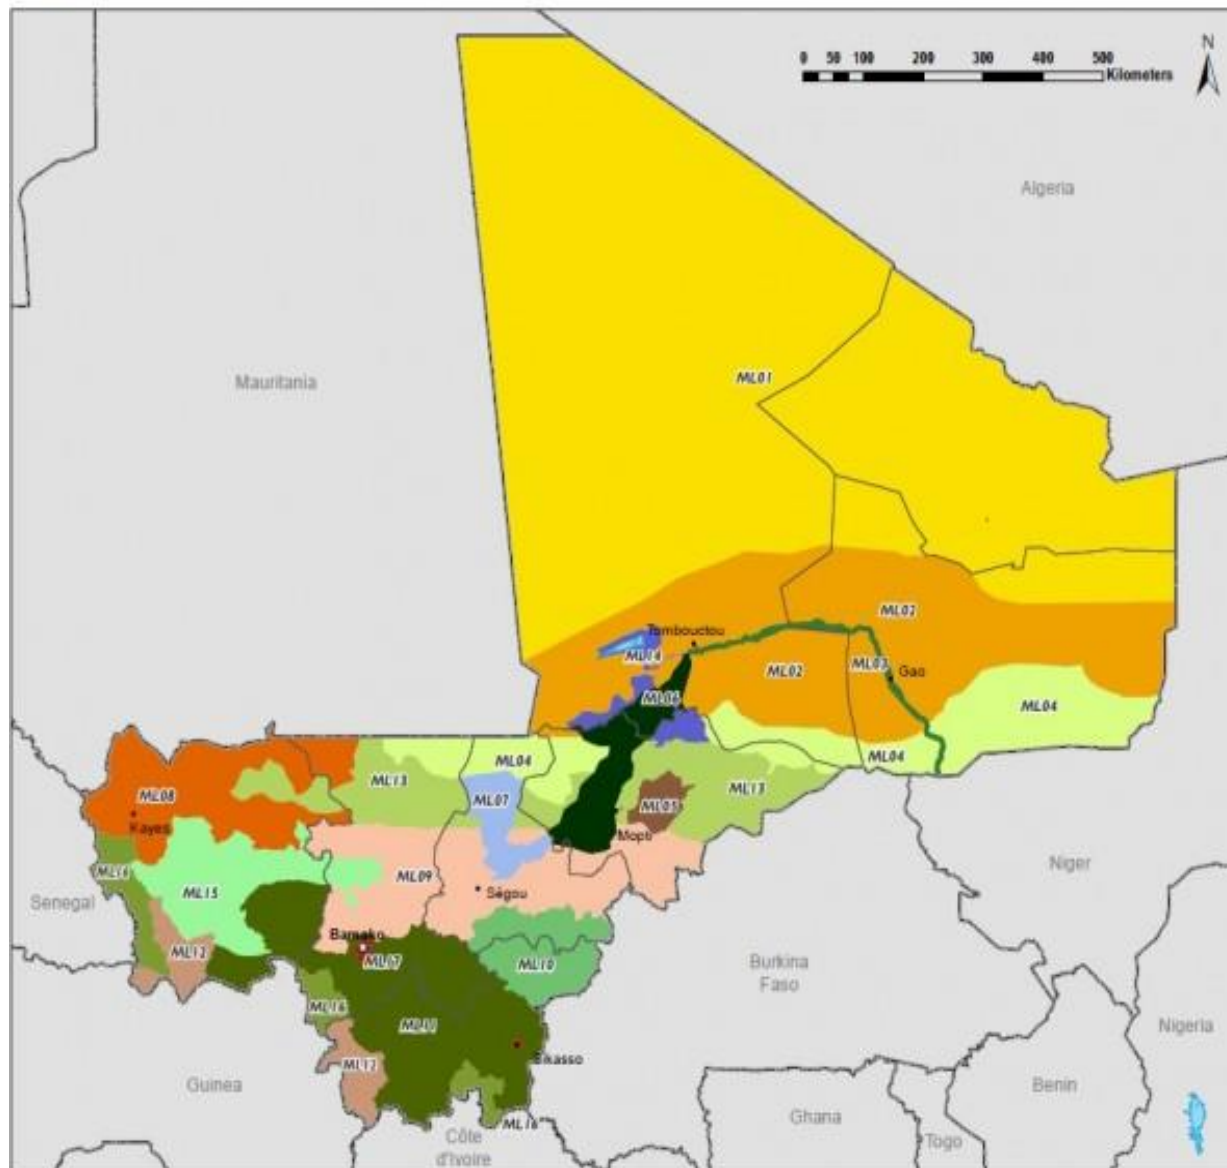 N
0 50 100 200 300 400 500
Kilometers
Algeria
Mauritania
ML01
ML02
Tombouctou
ML14
ML03
Gao
ML02
ML06
ML04
ML04
ML04
ML13
ML07
ML13
ML08
ML05
Kayes
Mopti
Niger
ML16
ML09
ML15
Ségou
Senegal
Bamako
ML12
ML17
ML10
Burkina
Faso
ML16
ML11
Nigeria
Sikasso
ML12
Guinea
Benin
Ghana
ML16
Togo
Côte
d'Ivoire